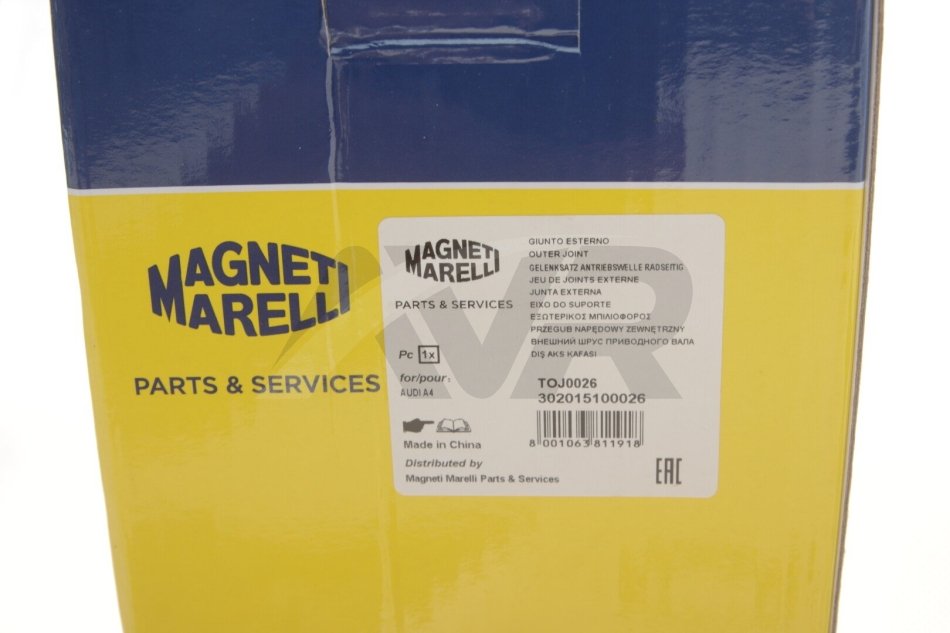 MAGNETI
MARELLI
PARTS & SERVICES
MAGNETI
MARELLI
PARTS & SERVICES
Pc 1x
for/pour:
AUDI A4
Made in China
Distributed by
Magneti Marelli Parts & Services
GIUNTO ESTERNO
OUTER JOINT
GELENKSATZ ANTRIEBSWELLE RADSEITIG
JEU DE JOINTS EXTERNE
JUNTA EXTERNA
EIXO DO SUPORTE
ΕΞΩΤΕΡΙΚΟΣ ΜΠΙΛΙΟΦΟΡΟΣ
PRZEGUB NAPĘDOWY ZEWNĘTRZNY
ВНЕШНИЙ ШРУС ПРИВОДНОГО ВАЛА
DIŞ AKS KAFASI
TOJ0026
302015100026
8 001063 811918
EAC
MVR